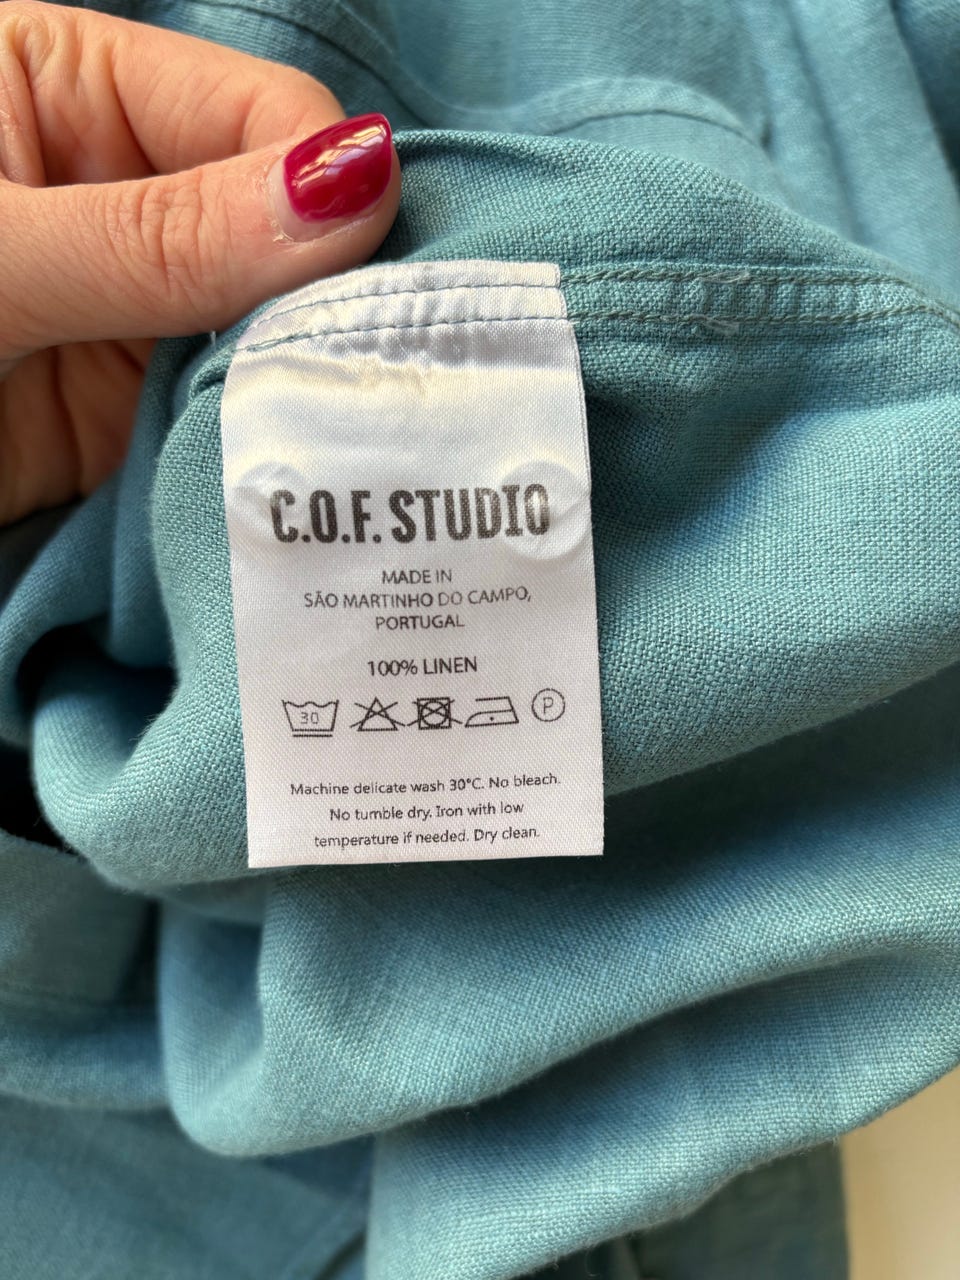 C.O.F. STUDIO
MADE IN
SÃO MARTINHO DO CAMPO,
PORTUGAL
100% LINEN
30 P
Machine delicate wash 30°C. No bleach.
No tumble dry. Iron with low
temperature if needed. Dry clean.